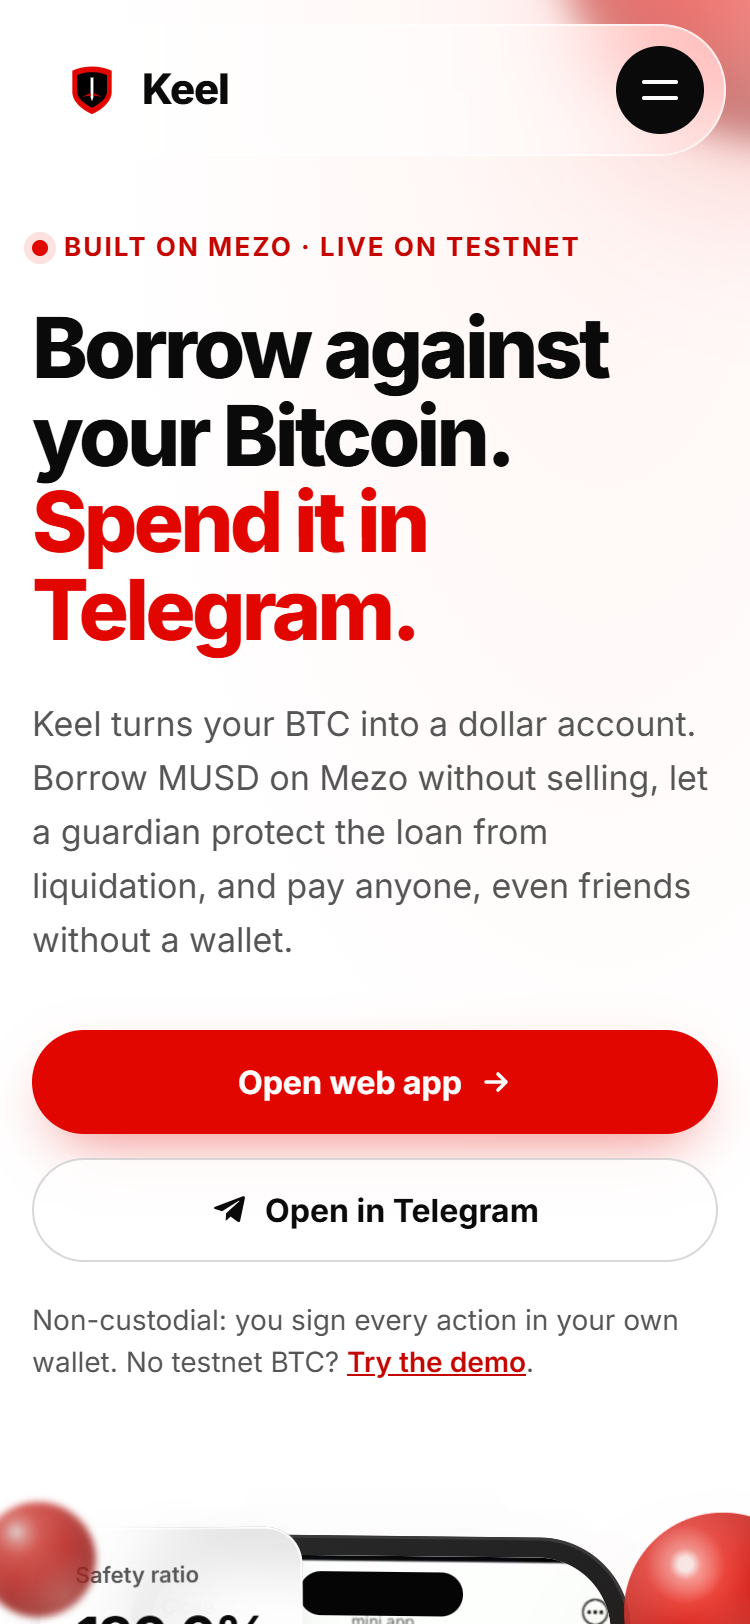 Keel
BUILT ON MEZO · LIVE ON TESTNET
Borrow against
your Bitcoin.
Spend it in
Telegram.
Keel turns your BTC into a dollar account.
Borrow MUSD on Mezo without selling, let
a guardian protect the loan from
liquidation, and pay anyone, even friends
without a wallet.
Open web app →
Open in Telegram
Non-custodial: you sign every action in your own
wallet. No testnet BTC? Try the demo.
Safety ratio
mini app